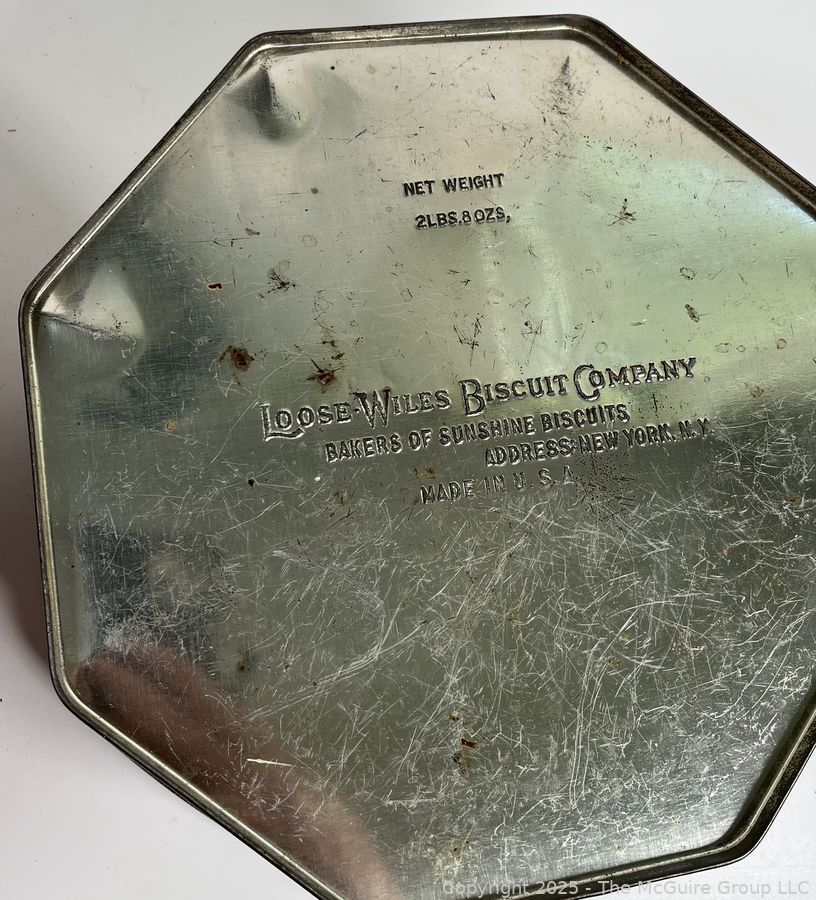 NET WEIGHT
2LBS.8OZS,
LOOSE-WILES BISCUIT COMPANY
BAKERS OF SUNSHINE BISCUITS
ADDRESS: NEW YORK, N.Y.
MADE IN U.S.A.
Copyright 2025 - The McGuire Group LLC